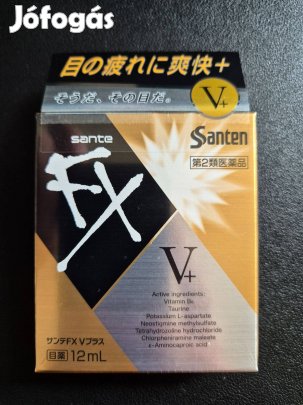 Jófogás
目の疲れに爽快+
そうだ、その目だ。
V+
sante
Santen
第2類医薬品
FX
V+
Active ingredients:
Vitamin B6
Taurine
Potassium L-aspartate
Neostigmine methylsulfate
Tetrahydrozoline hydrochloride
Chlorpheniramine maleate
ε-Aminocaproic acid
サンテFX Vプラス
目薬 12mL